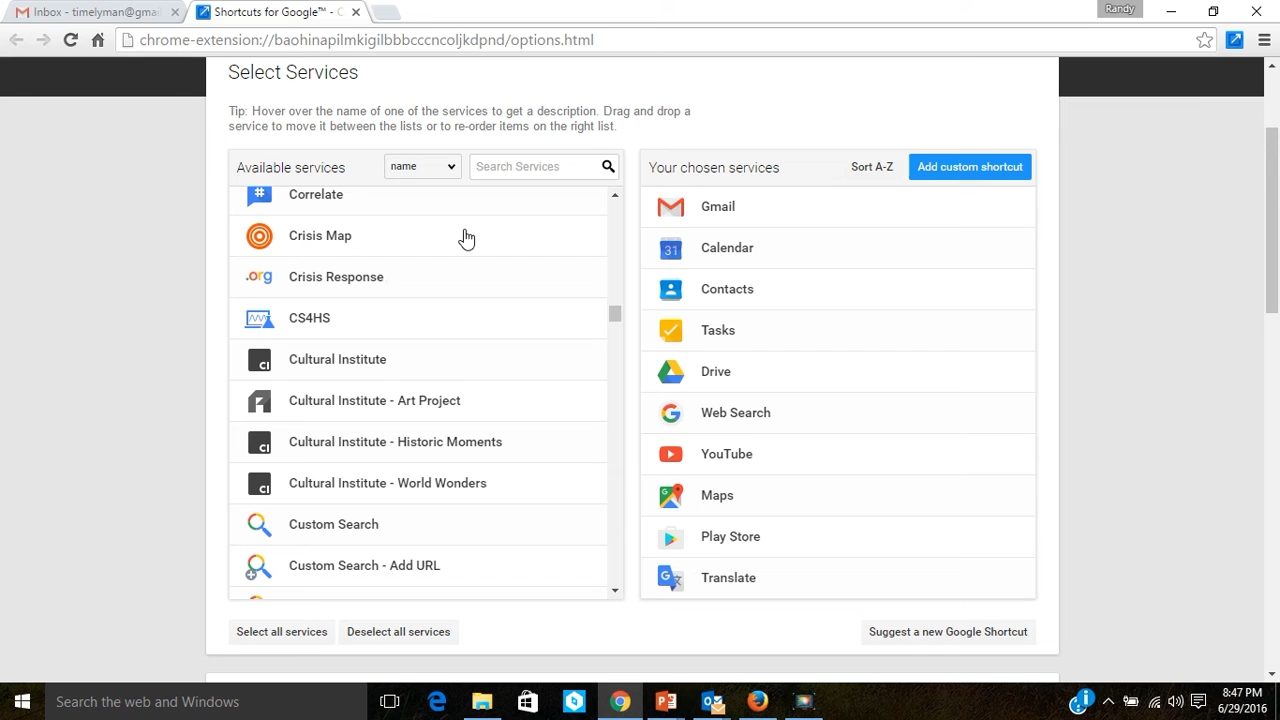 Inbox - timelyman@gmai
Shortcuts for Google™ - C
Randy
chrome-extension://baohinapilmkigilbbbcccncoljkdpnd/options.html
Select Services
Tip: Hover over the name of one of the services to get a description. Drag and drop a
service to move it between the lists or to re-order items on the right list.
Available services
name
Search Services
Correlate
Crisis Map
.org Crisis Response
CS4HS
CI Cultural Institute
Cultural Institute - Art Project
CI Cultural Institute - Historic Moments
CI Cultural Institute - World Wonders
Custom Search
Custom Search - Add URL
Select all services
Deselect all services
Your chosen services
Sort A-Z
Add custom shortcut
Gmail
31 Calendar
Contacts
Tasks
Drive
Web Search
YouTube
Maps
Play Store
Translate
Suggest a new Google Shortcut
Search the web and Windows
8:47 PM
6/29/2016